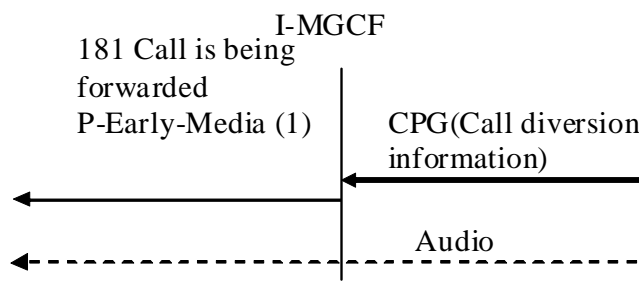 I-MGCF
181 Call is being
forwarded
P-Early-Media (1)
CPG(Call diversion
information)
Audio